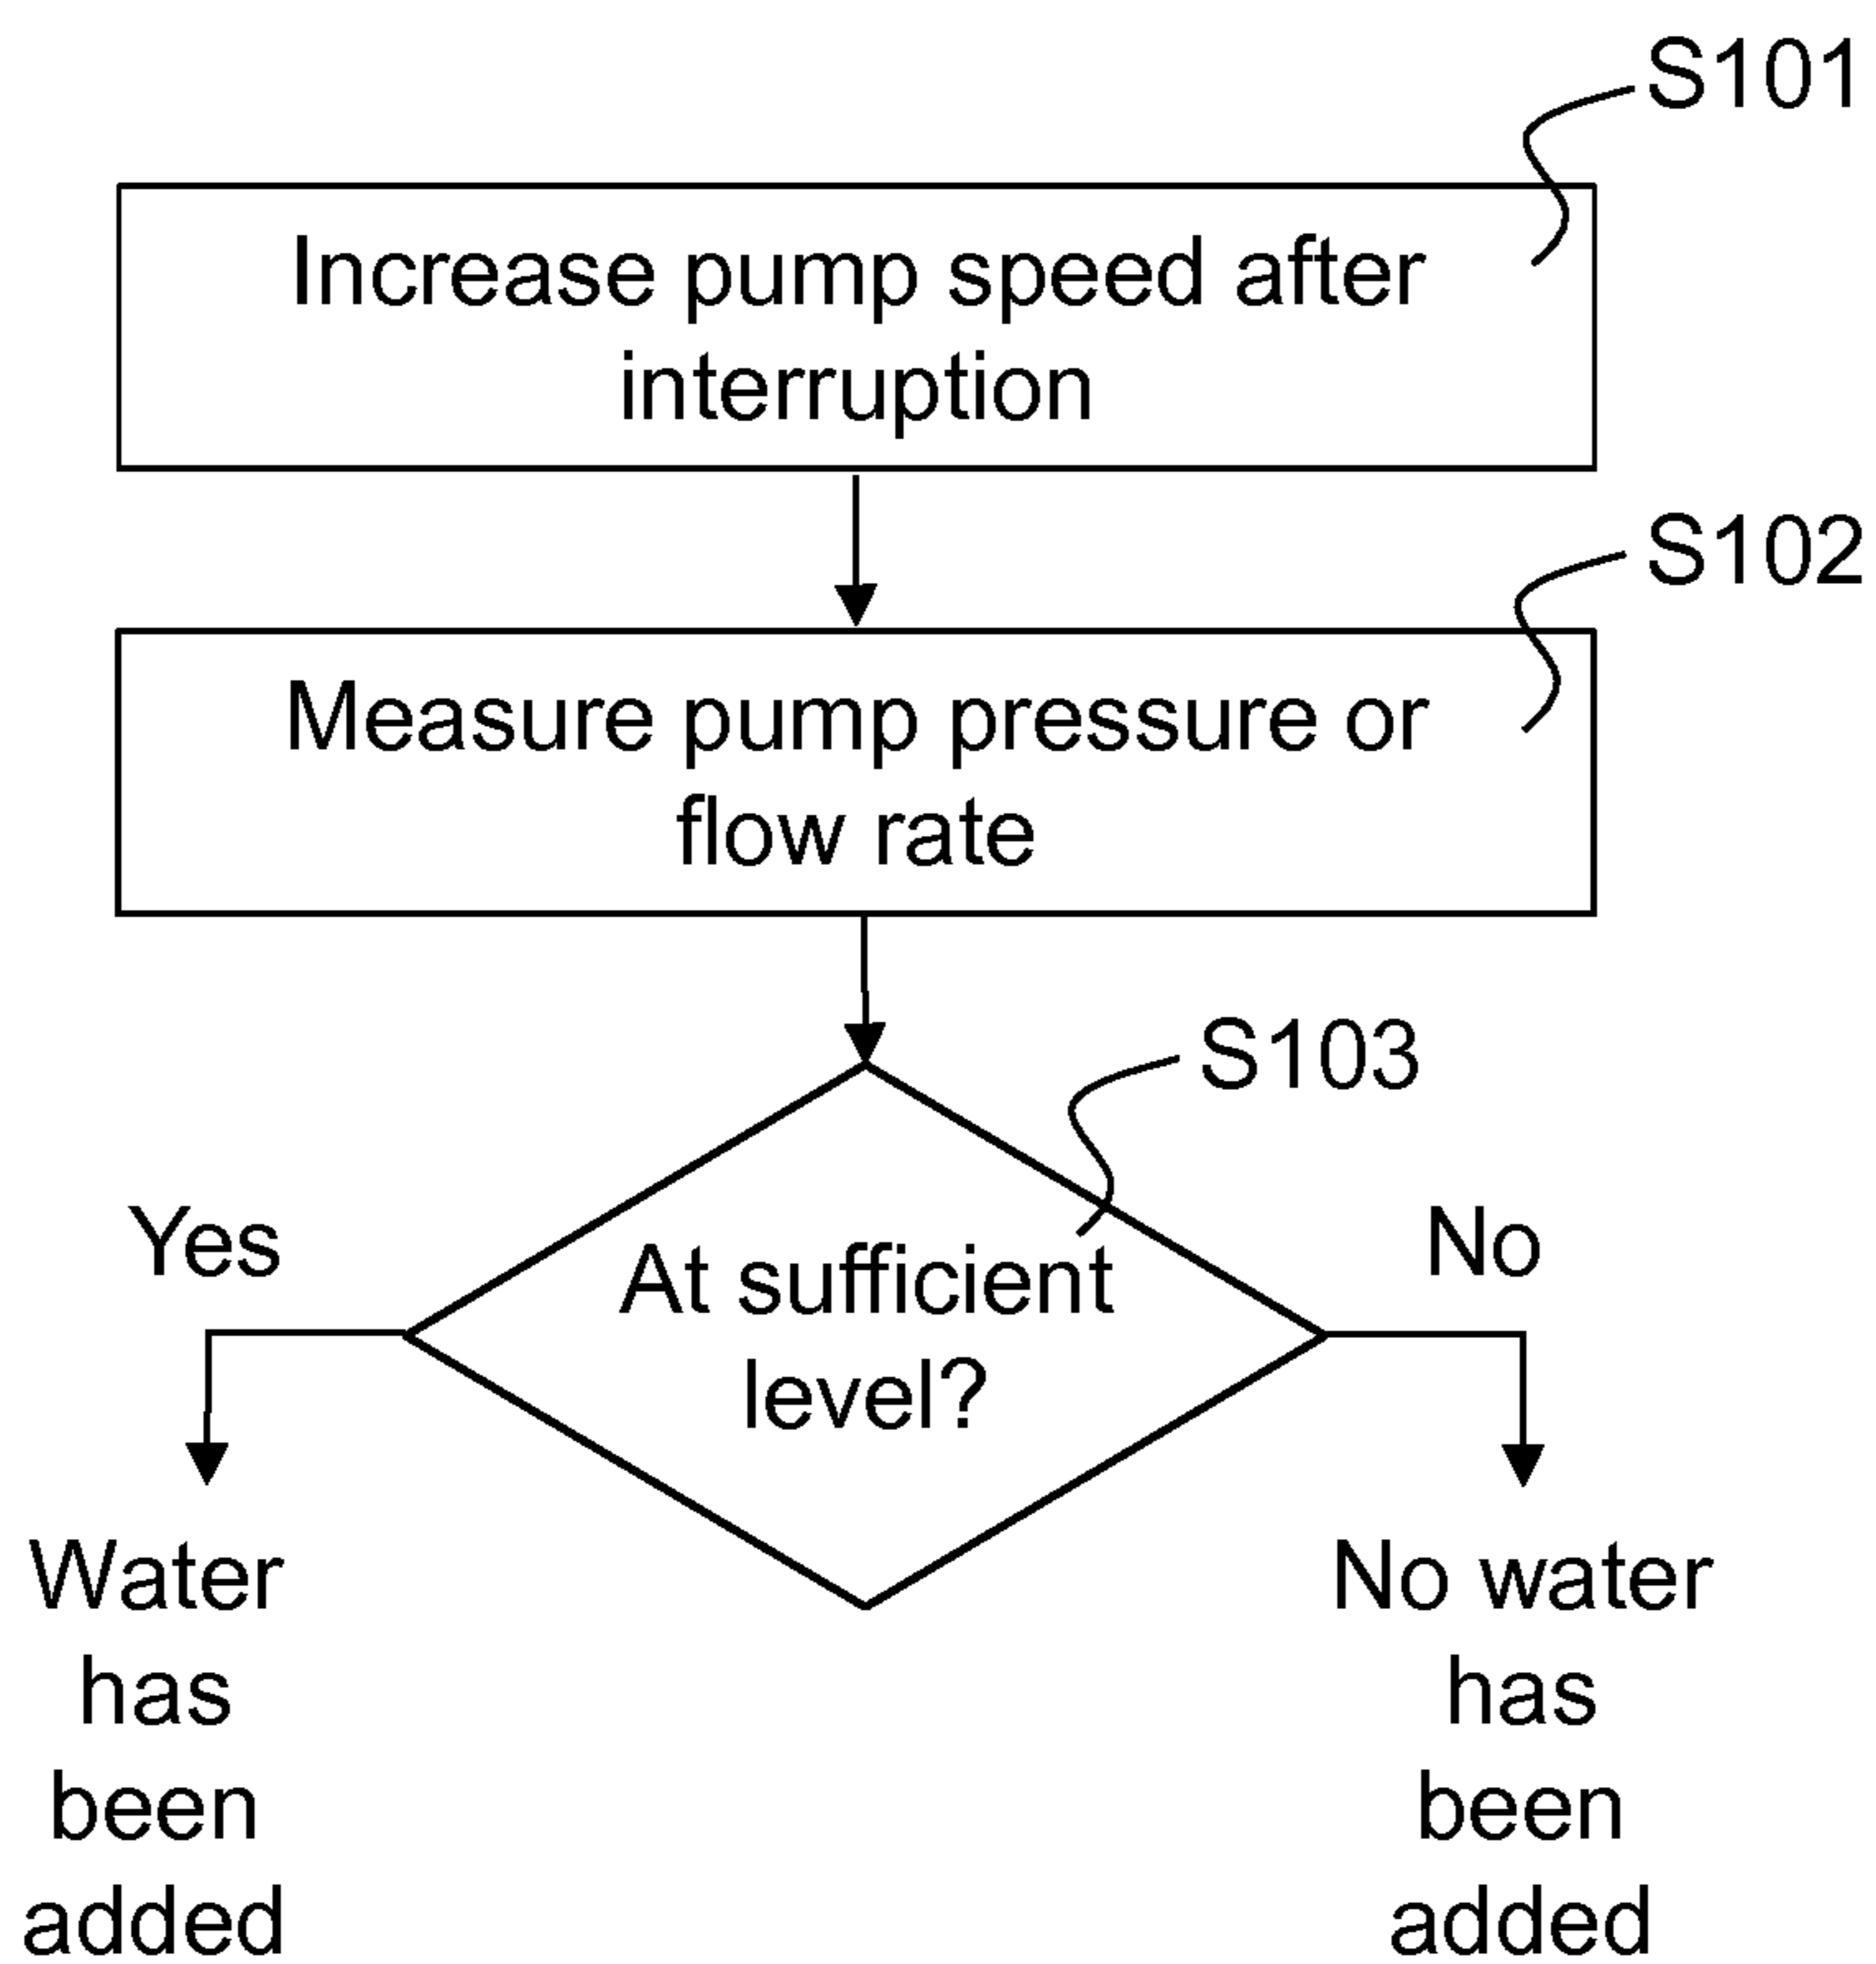 S101
Increase pump speed after
interruption
S102
Measure pump pressure or
flow rate
S103
Yes
No
At sufficient
level?
Water
has
been
added
No water
has
been
added